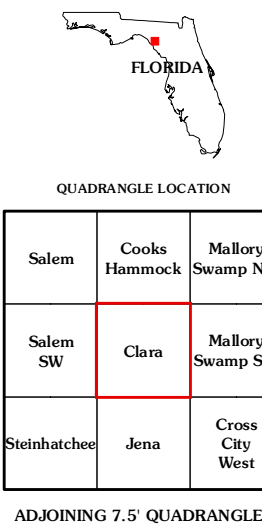 FLORIDA
QUADRANGLE LOCATION
Salem
Cooks
Hammock
Mallory
Swamp N
Salem
SW
Clara
Mallory
Swamp S
Steinhatchee
Jena
Cross
City
West
ADJOINING 7.5' QUADRANGLE